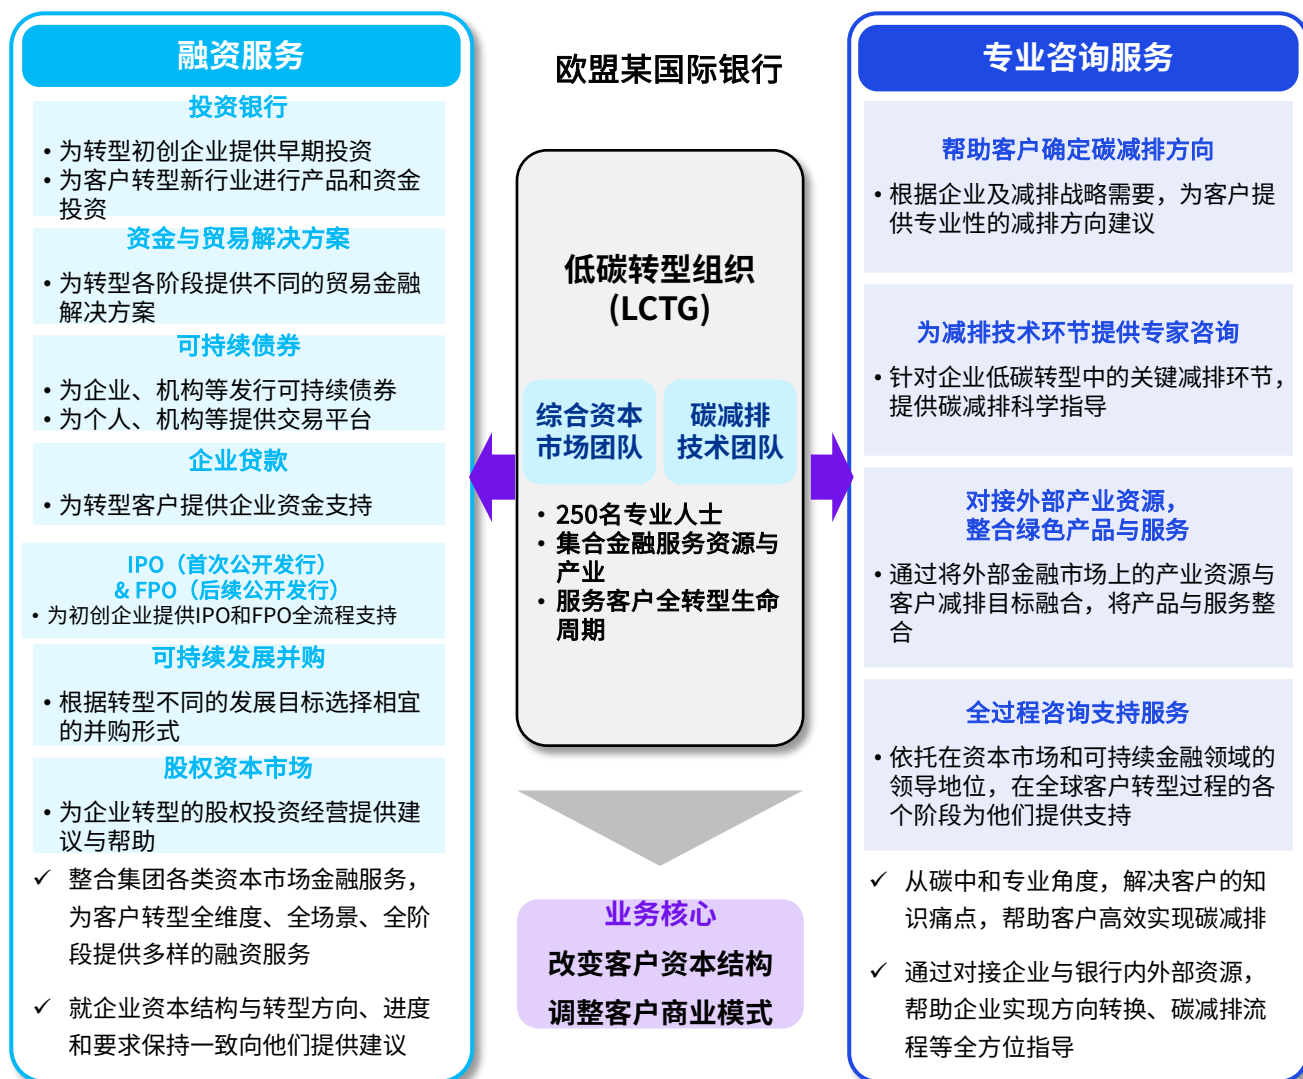 融资服务
投资银行
• 为转型初创企业提供早期投资
• 为客户转型新行业进行产品和资金
投资
资金与贸易解决方案
• 为转型各阶段提供不同的贸易金融
解决方案
可持续债券
• 为企业、机构等发行可持续债券
• 为个人、机构等提供交易平台
企业贷款
• 为转型客户提供企业资金支持
IPO（首次公开发行）
& FPO（后续公开发行）
• 为初创企业提供IPO和FPO全流程支持
可持续发展并购
• 根据转型不同的发展目标选择相宜
的并购形式
股权资本市场
• 为企业转型的股权投资经营提供建
议与帮助
✓ 整合集团各类资本市场金融服务，
为客户转型全维度、全场景、全阶
段提供多样的融资服务
✓ 就企业资本结构与转型方向、进度
和要求保持一致向他们提供建议
欧盟某国际银行
低碳转型组织
(LCTG)
综合资本
市场团队
碳减排
技术团队
• 250名专业人士
• 集合金融服务资源与
产业
• 服务客户全转型生命
周期
业务核心
改变客户资本结构
调整客户商业模式
专业咨询服务
帮助客户确定碳减排方向
• 根据企业及减排战略需要，为客户提
供专业性的减排方向建议
为减排技术环节提供专家咨询
• 针对企业低碳转型中的关键减排环节，
提供碳减排科学指导
对接外部产业资源，
整合绿色产品与服务
• 通过将外部金融市场上的产业资源与
客户减排目标融合，将产品与服务整
合
全过程咨询支持服务
• 依托在资本市场和可持续金融领域的
领导地位，在全球客户转型过程的各
个阶段为他们提供支持
✓ 从碳中和专业角度，解决客户的知
识痛点，帮助客户高效实现碳减排
✓ 通过对接企业与银行内外部资源，
帮助企业实现方向转换、碳减排流
程等全方位指导